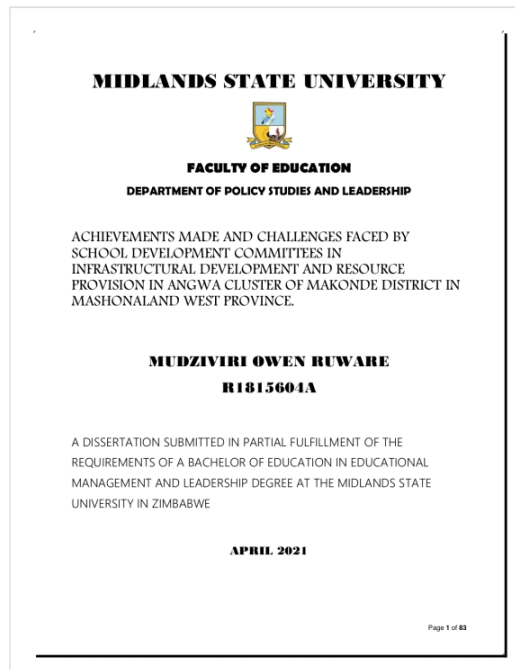 MIDLANDS STATE UNIVERSITY
FACULTY OF EDUCATION
DEPARTMENT OF POLICY STUDIES AND LEADERSHIP
ACHIEVEMENTS MADE AND CHALLENGES FACED BY
SCHOOL DEVELOPMENT COMMITTEES IN
INFRASTRUCTURAL DEVELOPMENT AND RESOURCE
PROVISION IN ANGWA CLUSTER OF MAKONDE DISTRICT IN
MASHONALAND WEST PROVINCE.
MUDZIVIRI OWEN RUWARE
R1815604A
A DISSERTATION SUBMITTED IN PARTIAL FULFILLMENT OF THE
REQUIREMENTS OF A BACHELOR OF EDUCATION IN EDUCATIONAL
MANAGEMENT AND LEADERSHIP DEGREE AT THE MIDLANDS STATE
UNIVERSITY IN ZIMBABWE
APRIL 2021
Page 1 of 83